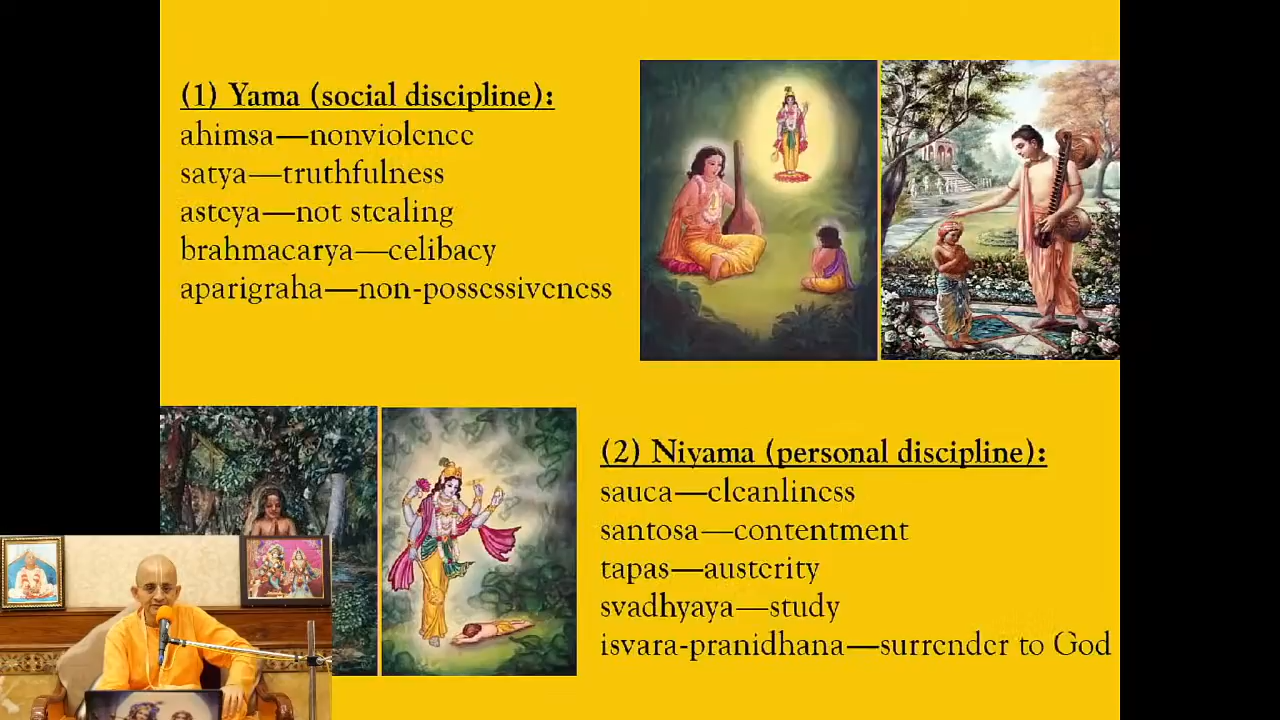 (1) Yama (social discipline):
ahimsa—nonviolence
satya—truthfulness
asteya—not stealing
brahmacarya—celibacy
aparigraha—non-possessiveness
(2) Niyama (personal discipline):
sauca—cleanliness
santosa—contentment
tapas—austerity
svadhyaya—study
isvara-pranidhana—surrender to God